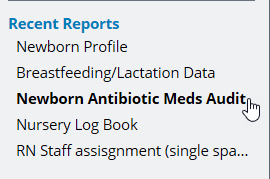 Recent Reports
Newborn Profile
Breastfeeding/Lactation Data
Newborn Antibiotic Meds Audit
Nursery Log Book
RN Staff assisgnment (single spa...